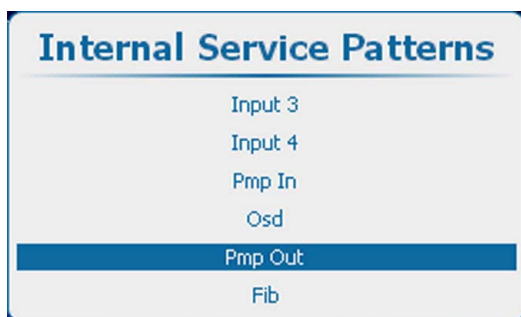 Internal Service Patterns
Input 3
Input 4
Pmp In
Osd
Pmp Out
Fib